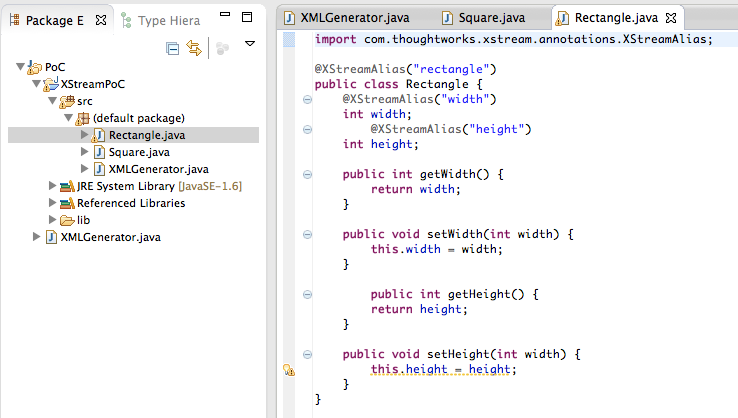 Package E
Type Hiera
PoC
XStreamPoC
src
(default package)
Rectangle.java
Square.java
XMLGenerator.java
JRE System Library [JavaSE-1.6]
Referenced Libraries
lib
XMLGenerator.java
XMLGenerator.java
Square.java
Rectangle.java
import com.thoughtworks.xstream.annotations.XStreamAlias;
@XStreamAlias("rectangle")
public class Rectangle {
@XStreamAlias("width")
int width;
@XStreamAlias("height")
int height;
public int getWidth() {
return width;
}
public void setWidth(int width) {
this.width = width;
}
public int getHeight() {
return height;
}
public void setHeight(int width) {
this.height = height;
}
}